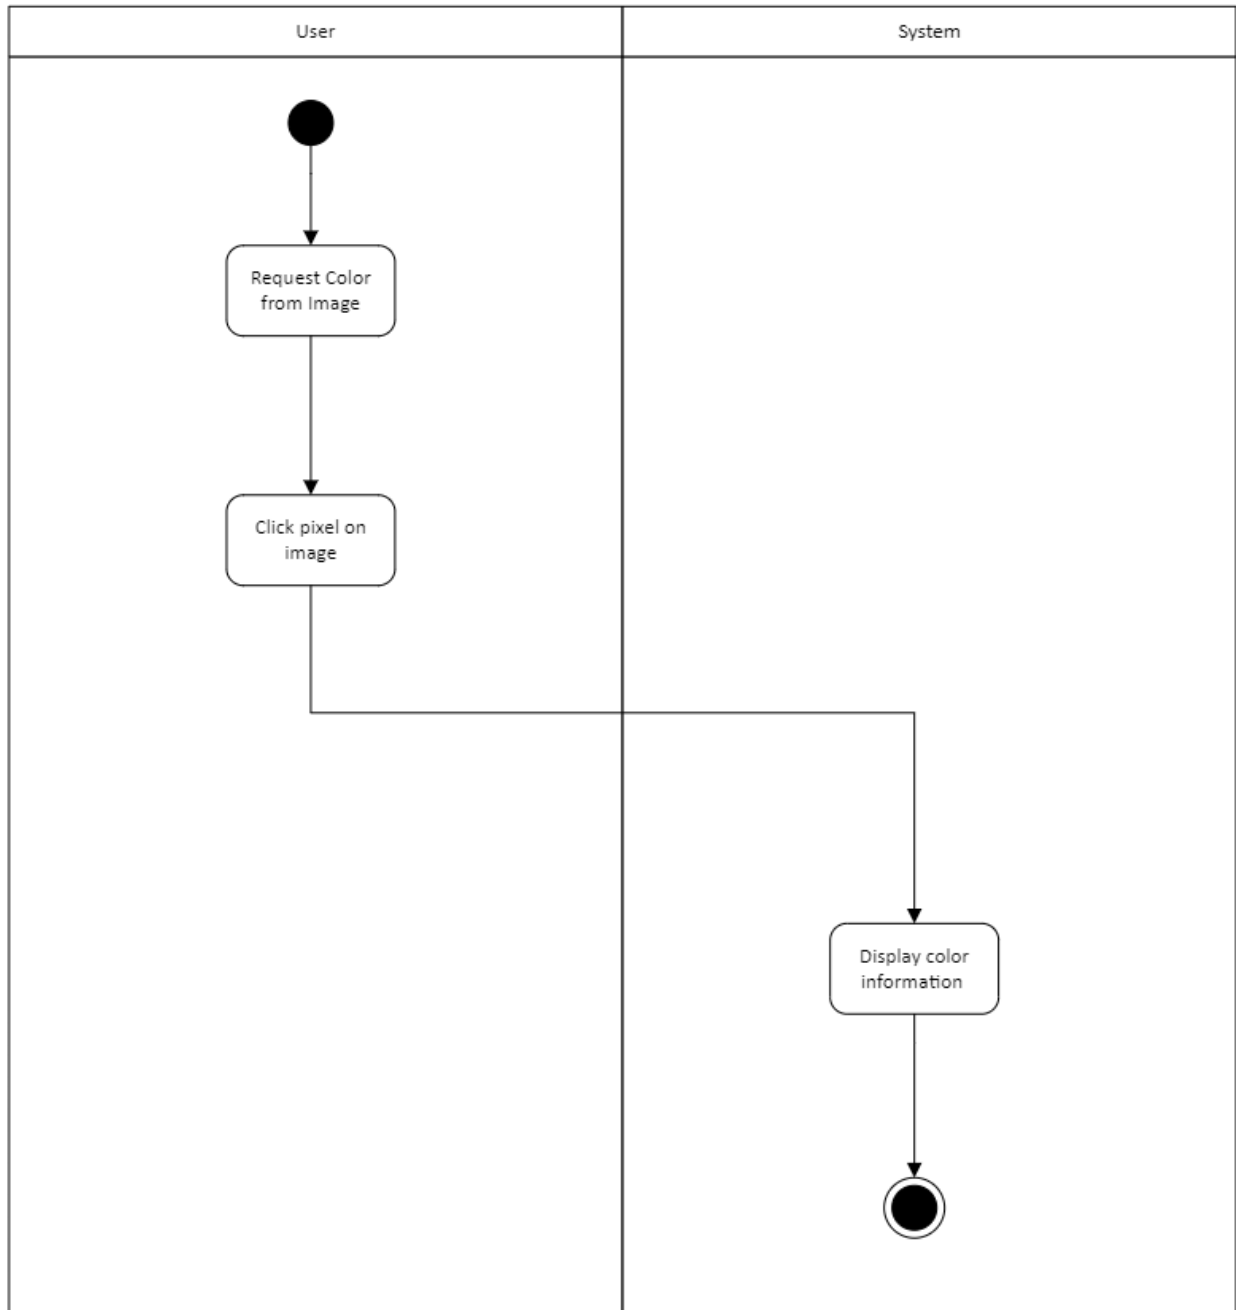 User
System
Request Color
from Image
Click pixel on
image
Display color
information